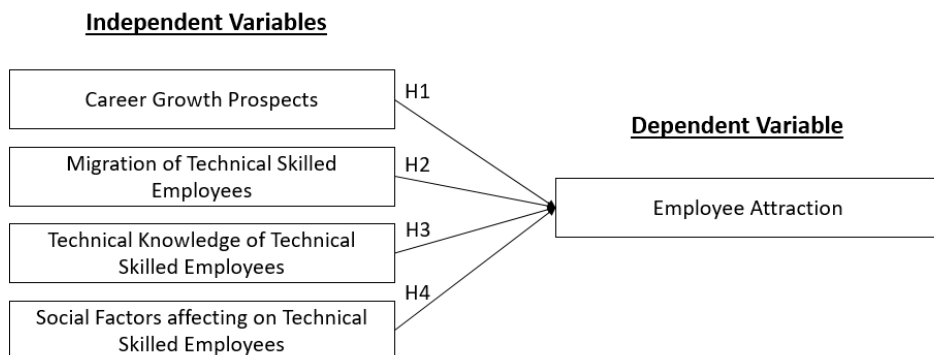 Independent Variables
Career Growth Prospects
H1
Migration of Technical Skilled
Employees
H2
Technical Knowledge of Technical
Skilled Employees
H3
Social Factors affecting on Technical
Skilled Employees
H4
Dependent Variable
Employee Attraction